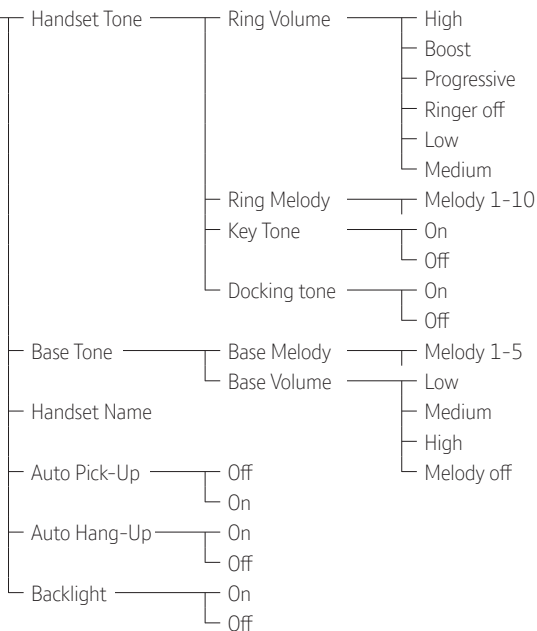 Handset Tone Ring Volume High
Boost
Progressive
Ringer off
Low
Medium
Ring Melody Melody 1-10
Key Tone On
Off
Docking tone On
Off
Base Tone Base Melody Melody 1-5
Base Volume Low
Handset Name Medium
High
Auto Pick-Up Off Melody off
On
Auto Hang-Up On
Off
Backlight On
Off